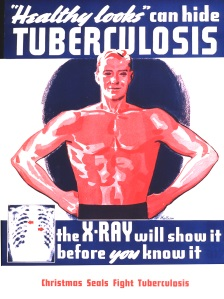 "Healthy looks" can hide
TUBERCULOSIS
the X-RAY will show it
before you know it
Christmas Seals Fight Tuberculosis